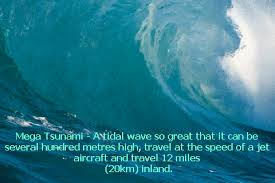 Mega Tsunami - A tidal wave so great that it can be
several hundred metres high, travel at the speed of a jet
aircraft and travel 12 miles
(20km) inland.